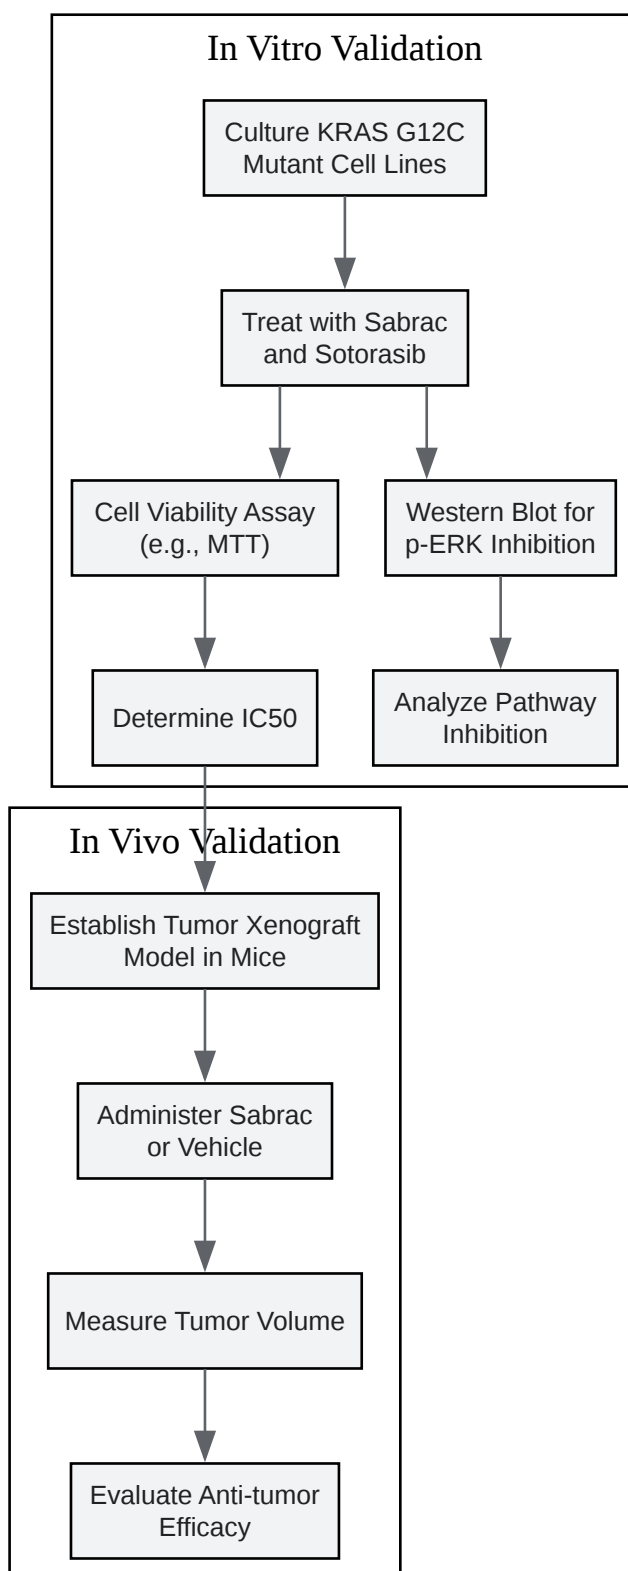 In Vitro Validation
Culture KRAS G12C
Mutant Cell Lines
Treat with Sabrac
and Sotorasib
Cell Viability Assay
(e.g., MTT)
Western Blot for
p-ERK Inhibition
Determine IC50
Analyze Pathway
Inhibition
In Vivo Validation
Establish Tumor Xenograft
Model in Mice
Administer Sabrac
or Vehicle
Measure Tumor Volume
Evaluate Anti-tumor
Efficacy